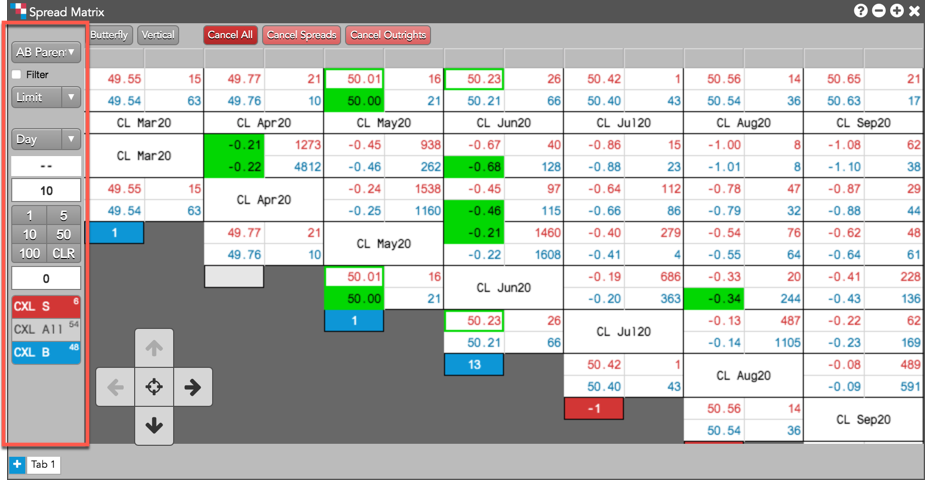 Spread Matrix
Butterfly Vertical Cancel All Cancel Spreads Cancel Outrights
AB Paren
Filter
Limit
Day
--
10
1 5
10 50
100 CLR
0
CXL S 6
CXL All 54
CXL B 48
49.55 15 49.77 21 50.01 16 50.23 26 50.42 1 50.56 14 50.65 21
49.54 63 49.76 10 50.00 21 50.21 66 50.40 43 50.54 36 50.63 17
CL Mar20 CL Apr20 CL May20 CL Jun20 CL Jul20 CL Aug20 CL Sep20
CL Mar20 -0.21 1273 -0.45 938 -0.67 40 -0.86 15 -1.00 8 -1.08 62
-0.22 4812 -0.46 262 -0.68 128 -0.88 23 -1.01 8 -1.10 38
49.55 15 CL Apr20 -0.24 1538 -0.45 97 -0.64 112 -0.78 47 -0.87 29
49.54 63 -0.25 1160 -0.46 115 -0.66 86 -0.79 32 -0.88 44
1 49.77 21 CL May20 -0.21 1460 -0.40 279 -0.54 76 -0.62 48
49.76 10 -0.22 1608 -0.41 4 -0.55 64 -0.64 61
50.01 16 CL Jun20 -0.19 686 -0.33 20 -0.41 228
50.00 21 -0.20 363 -0.34 244 -0.43 136
1 50.23 26 CL Jul20 -0.13 487 -0.22 62
50.21 66 -0.14 1105 -0.23 169
13 50.42 1 CL Aug20 -0.08 489
50.40 43 -0.09 591
-1 50.56 14 CL Sep20
50.54 36
+ Tab 1